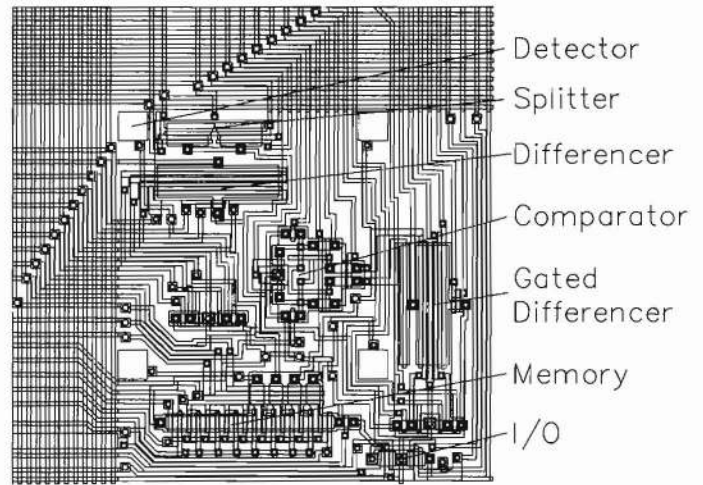 Detector
Splitter
Differencer
Comparator
Gated
Differencer
Memory
I/O